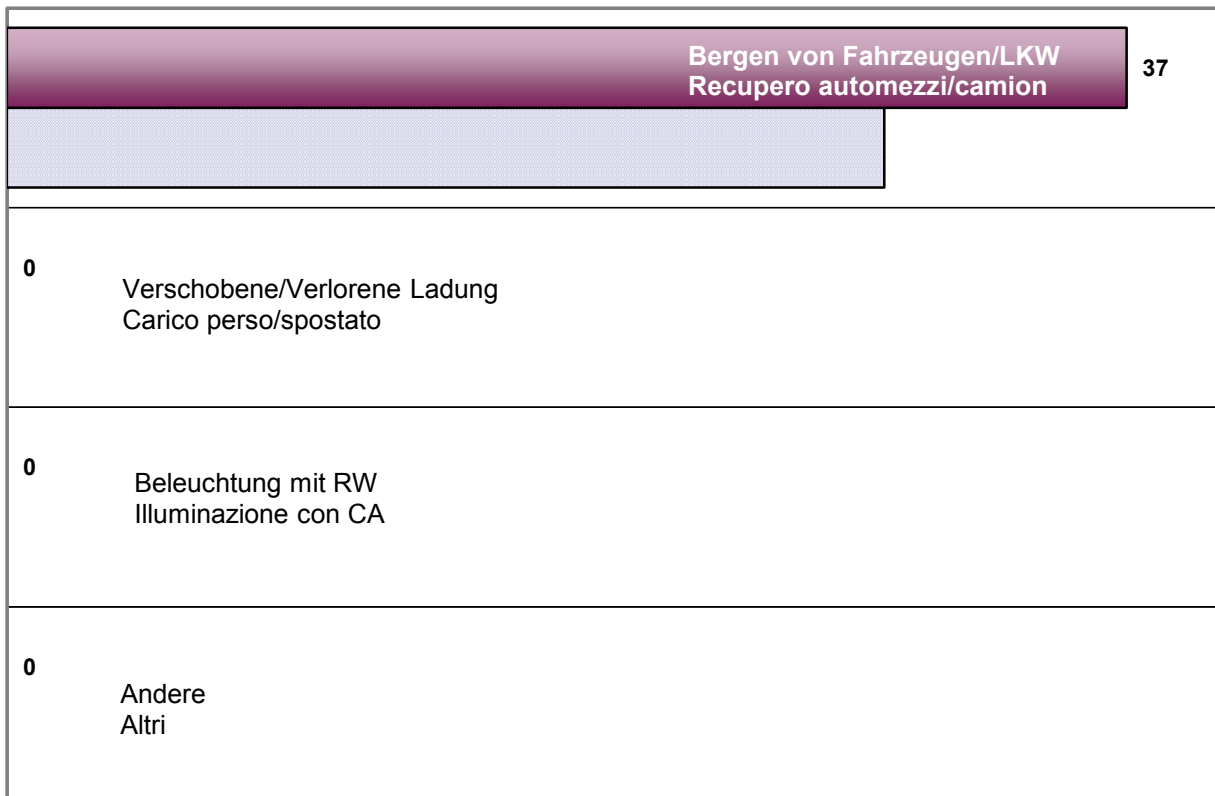 Bergen von Fahrzeugen/LKW
Recupero automezzi/camion
37
0
Verschobene/Verlorene Ladung
Carico perso/spostato
0
Beleuchtung mit RW
Illuminazione con CA
0
Andere
Altri